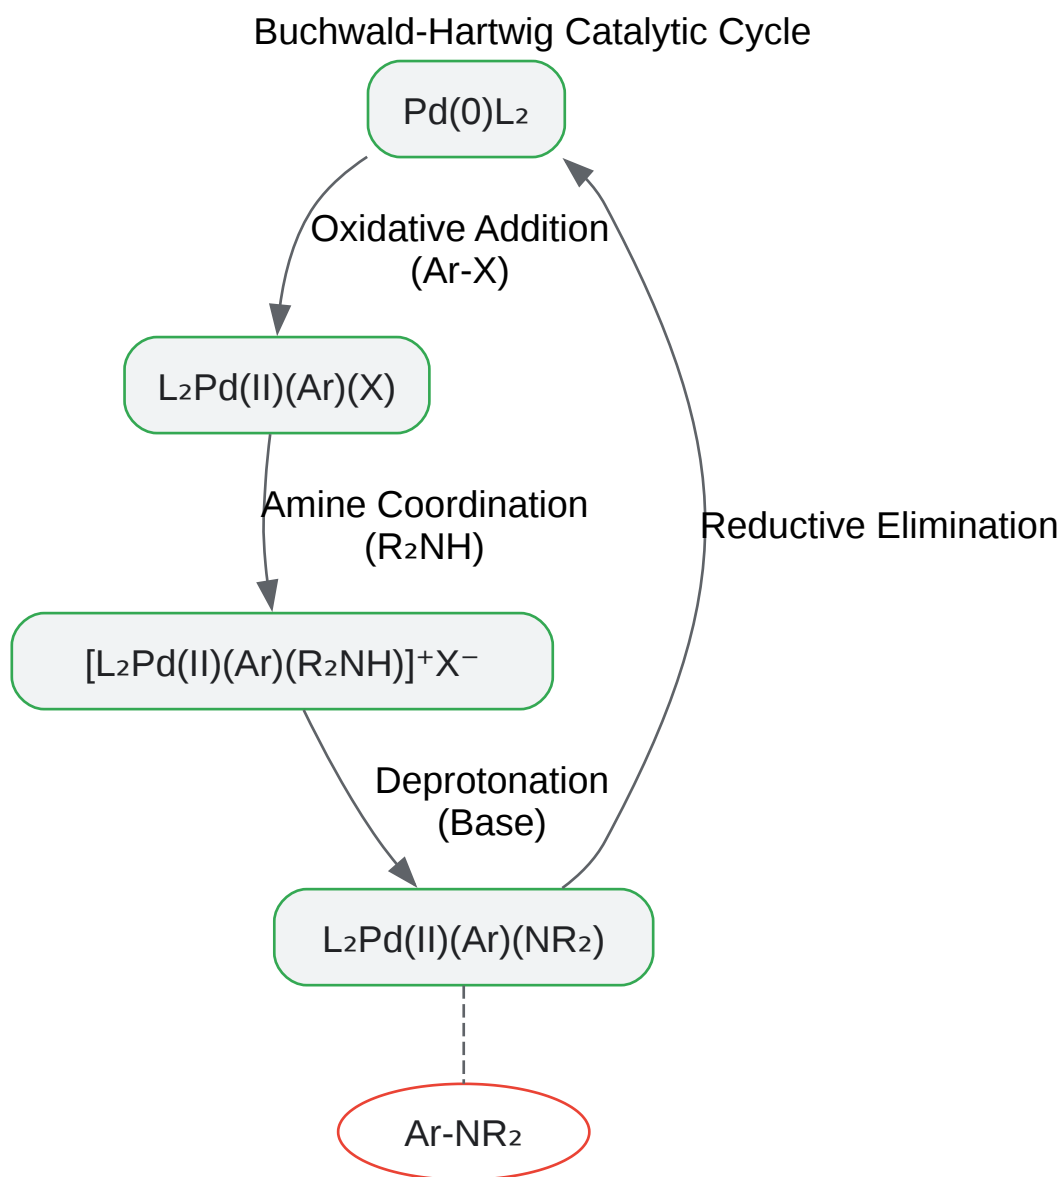 Buchwald-Hartwig Catalytic Cycle
Pd(0)L₂
Oxidative Addition
(Ar-X)
L₂Pd(II)(Ar)(X)
Amine Coordination
(R₂NH)
Reductive Elimination
[L₂Pd(II)(Ar)(R₂NH)]⁺X⁻
Deprotonation
(Base)
L₂Pd(II)(Ar)(NR₂)
Ar-NR₂